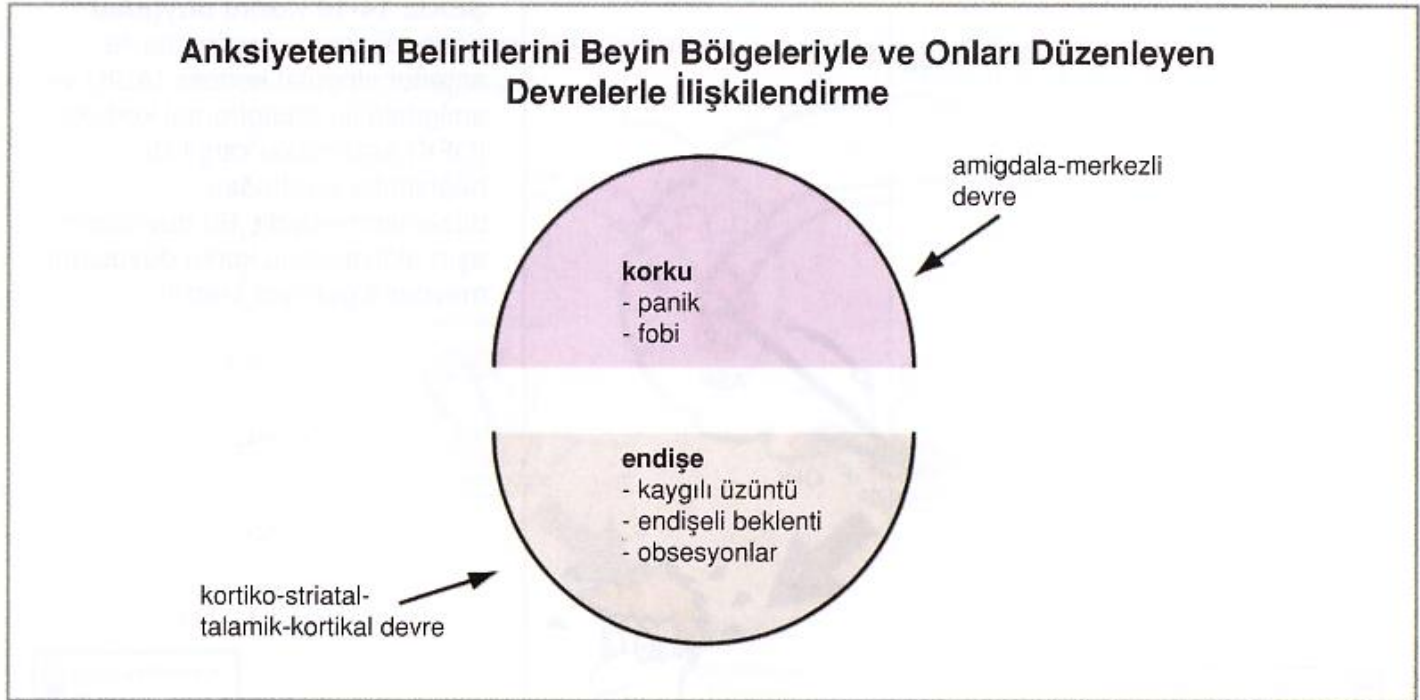 Anksiyetenin Belirtilerini Beyin Bölgeleriyle ve Onları Düzenleyen
Devrelerle İlişkilendirme
amigdala-merkezli
devre
korku
- panik
- fobi
endişe
- kaygılı üzüntü
- endişeli beklenti
- obsesyonlar
kortiko-striatal-
talamik-kortikal devre